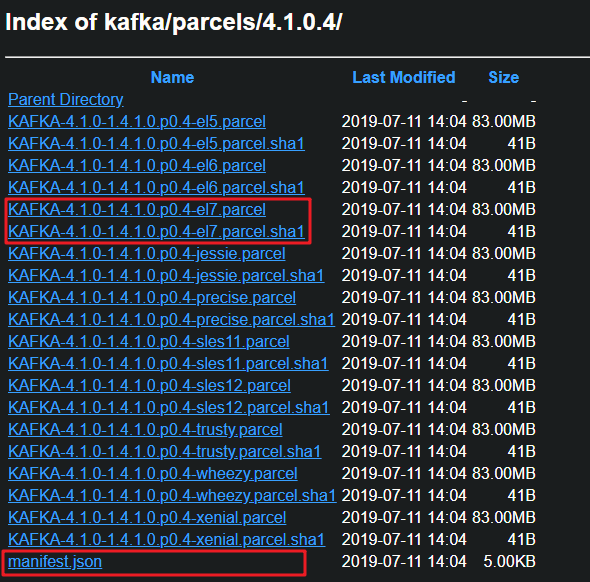 Index of kafka/parcels/4.1.0.4/
Name Last Modified Size
Parent Directory - -
KAFKA-4.1.0-1.4.1.0.p0.4-el5.parcel 2019-07-11 14:04 83.00MB
KAFKA-4.1.0-1.4.1.0.p0.4-el5.parcel.sha1 2019-07-11 14:04 41B
KAFKA-4.1.0-1.4.1.0.p0.4-el6.parcel 2019-07-11 14:04 83.00MB
KAFKA-4.1.0-1.4.1.0.p0.4-el6.parcel.sha1 2019-07-11 14:04 41B
KAFKA-4.1.0-1.4.1.0.p0.4-el7.parcel 2019-07-11 14:04 83.00MB
KAFKA-4.1.0-1.4.1.0.p0.4-el7.parcel.sha1 2019-07-11 14:04 41B
KAFKA-4.1.0-1.4.1.0.p0.4-jessie.parcel 2019-07-11 14:04 83.00MB
KAFKA-4.1.0-1.4.1.0.p0.4-jessie.parcel.sha1 2019-07-11 14:04 41B
KAFKA-4.1.0-1.4.1.0.p0.4-precise.parcel 2019-07-11 14:04 83.00MB
KAFKA-4.1.0-1.4.1.0.p0.4-precise.parcel.sha1 2019-07-11 14:04 41B
KAFKA-4.1.0-1.4.1.0.p0.4-sles11.parcel 2019-07-11 14:04 83.00MB
KAFKA-4.1.0-1.4.1.0.p0.4-sles11.parcel.sha1 2019-07-11 14:04 41B
KAFKA-4.1.0-1.4.1.0.p0.4-sles12.parcel 2019-07-11 14:04 83.00MB
KAFKA-4.1.0-1.4.1.0.p0.4-sles12.parcel.sha1 2019-07-11 14:04 41B
KAFKA-4.1.0-1.4.1.0.p0.4-trusty.parcel 2019-07-11 14:04 83.00MB
KAFKA-4.1.0-1.4.1.0.p0.4-trusty.parcel.sha1 2019-07-11 14:04 41B
KAFKA-4.1.0-1.4.1.0.p0.4-wheezy.parcel 2019-07-11 14:04 83.00MB
KAFKA-4.1.0-1.4.1.0.p0.4-wheezy.parcel.sha1 2019-07-11 14:04 41B
KAFKA-4.1.0-1.4.1.0.p0.4-xenial.parcel 2019-07-11 14:04 83.00MB
KAFKA-4.1.0-1.4.1.0.p0.4-xenial.parcel.sha1 2019-07-11 14:04 41B
manifest.json 2019-07-11 14:04 5.00KB